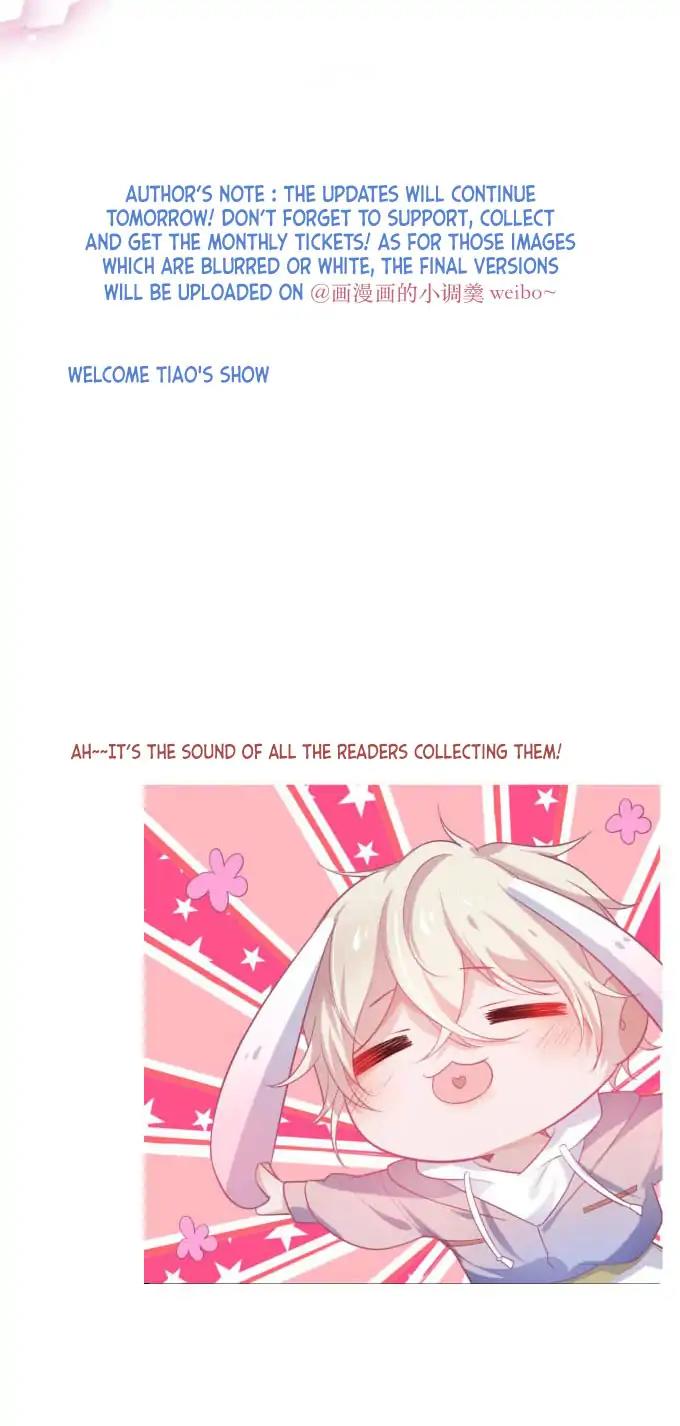 AUTHOR'S NOTE : THE UPDATES WILL CONTINUE
TOMORROW! DON'T FORGET TO SUPPORT, COLLECT
AND GET THE MONTHLY TICKETS! AS FOR THOSE IMAGES
WHICH ARE BLURRED OR WHITE, THE FINAL VERSIONS
WILL BE UPLOADED ON @画漫画的小调羹 weibo~
WELCOME TIAO'S SHOW
AH~~IT'S THE SOUND OF ALL THE READERS COLLECTING THEM!